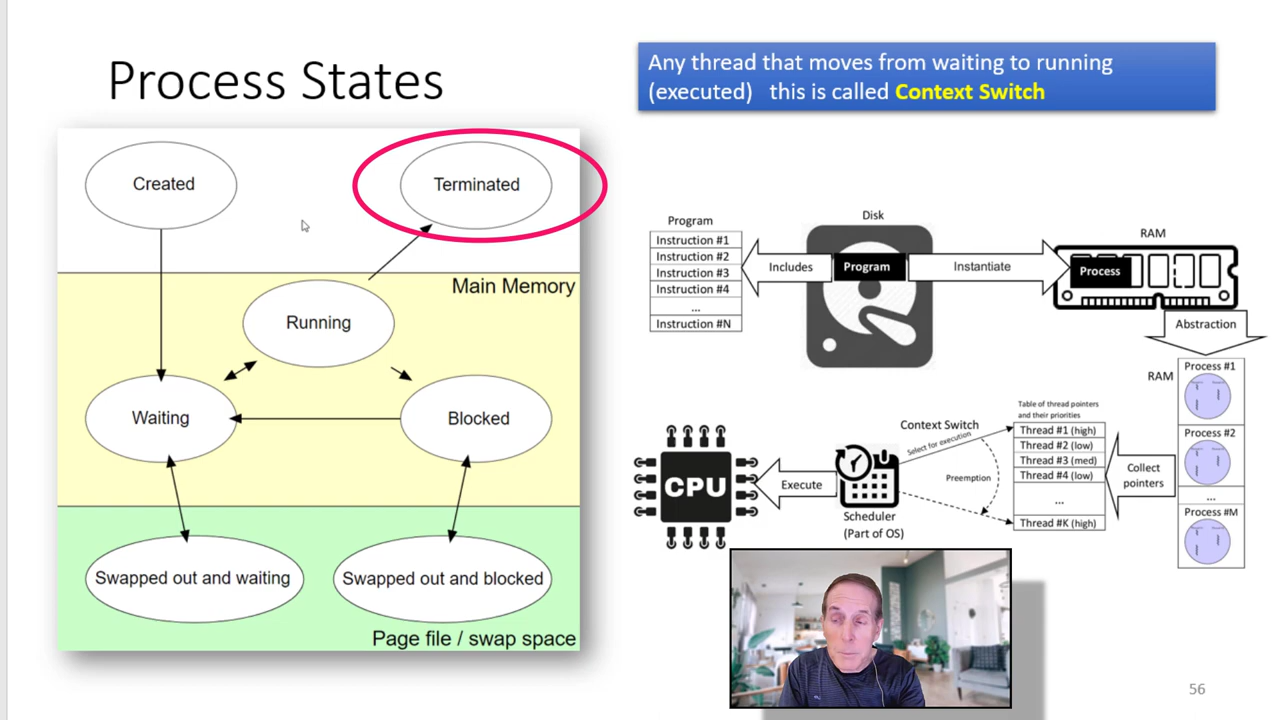 Process States
Any thread that moves from waiting to running
(executed) this is called Context Switch
Created
Terminated
Main Memory
Running
Waiting
Blocked
Swapped out and waiting
Swapped out and blocked
Page file / swap space
Program
Instruction #1
Instruction #2
Instruction #3
Instruction #4
...
Instruction #N
Includes
Disk
Program
Instantiate
RAM
Process
Abstraction
RAM
Process #1
Process #2
...
Process #M
Collect
pointers
Table of thread pointers
and their priorities
Thread #1 (high)
Thread #2 (low)
Thread #3 (med)
Thread #4 (low)
...
Thread #K (high)
Context Switch
Select for execution
Preemption
Scheduler
(Part of OS)
Execute
CPU
56